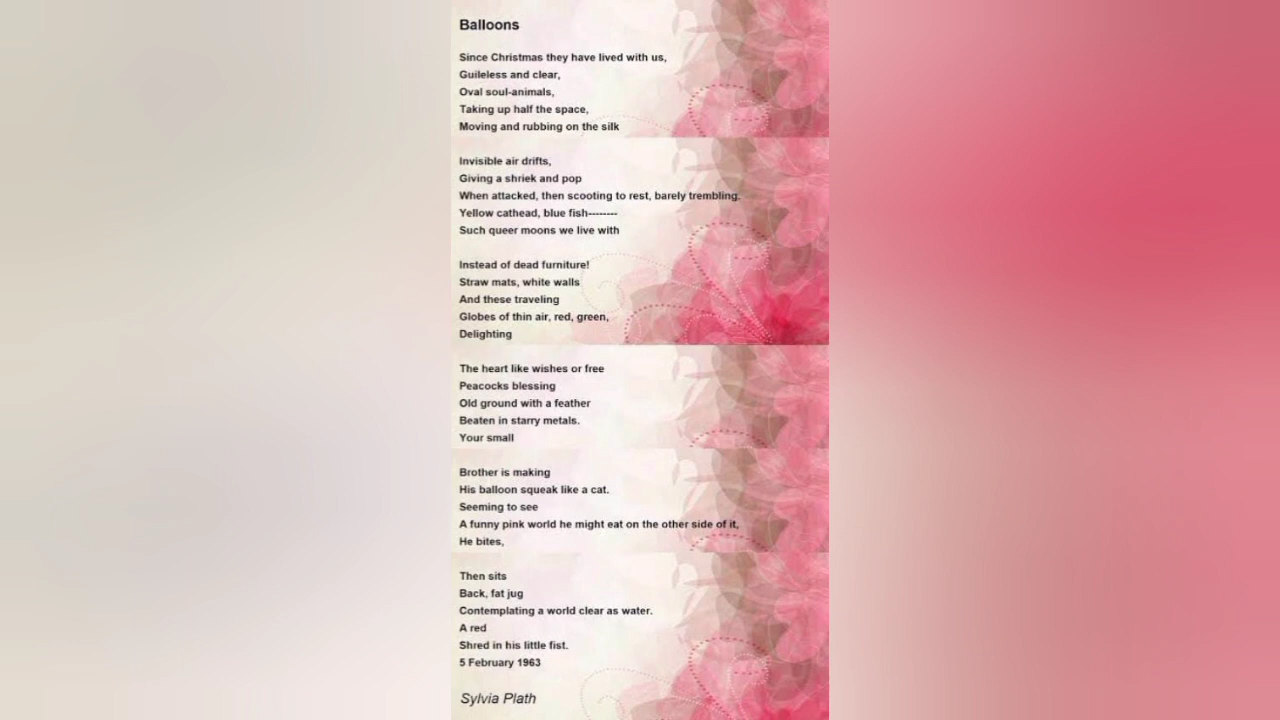 Balloons
Since Christmas they have lived with us,
Guileless and clear,
Oval soul-animals,
Taking up half the space,
Moving and rubbing on the silk
Invisible air drifts,
Giving a shriek and pop
When attacked, then scooting to rest, barely trembling.
Yellow cathead, blue fish--------
Such queer moons we live with
Instead of dead furniture!
Straw mats, white walls
And these traveling
Globes of thin air, red, green,
Delighting
The heart like wishes or free
Peacocks blessing
Old ground with a feather
Beaten in starry metals.
Your small
Brother is making
His balloon squeak like a cat.
Seeming to see
A funny pink world he might eat on the other side of it,
He bites,
Then sits
Back, fat jug
Contemplating a world clear as water.
A red
Shred in his little fist.
5 February 1963
Sylvia Plath